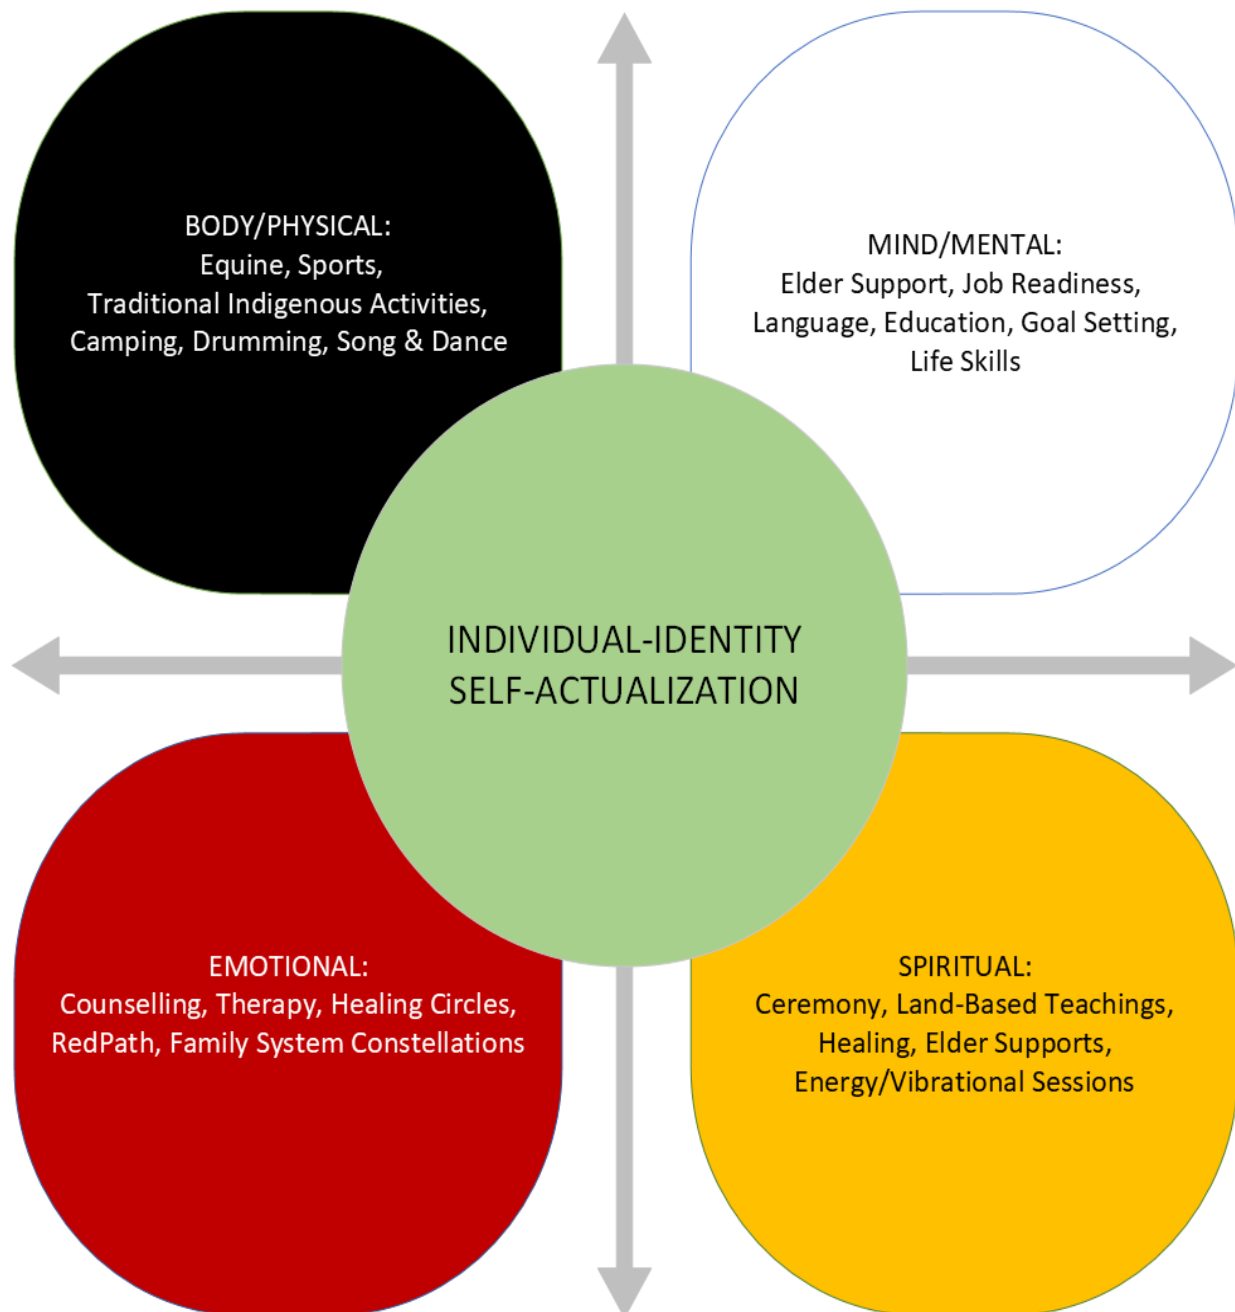 BODY/PHYSICAL:
Equine, Sports,
Traditional Indigenous Activities,
Camping, Drumming, Song & Dance
MIND/MENTAL:
Elder Support, Job Readiness,
Language, Education, Goal Setting,
Life Skills
INDIVIDUAL-IDENTITY
SELF-ACTUALIZATION
EMOTIONAL:
Counselling, Therapy, Healing Circles,
RedPath, Family System Constellations
SPIRITUAL:
Ceremony, Land-Based Teachings,
Healing, Elder Supports,
Energy/Vibrational Sessions